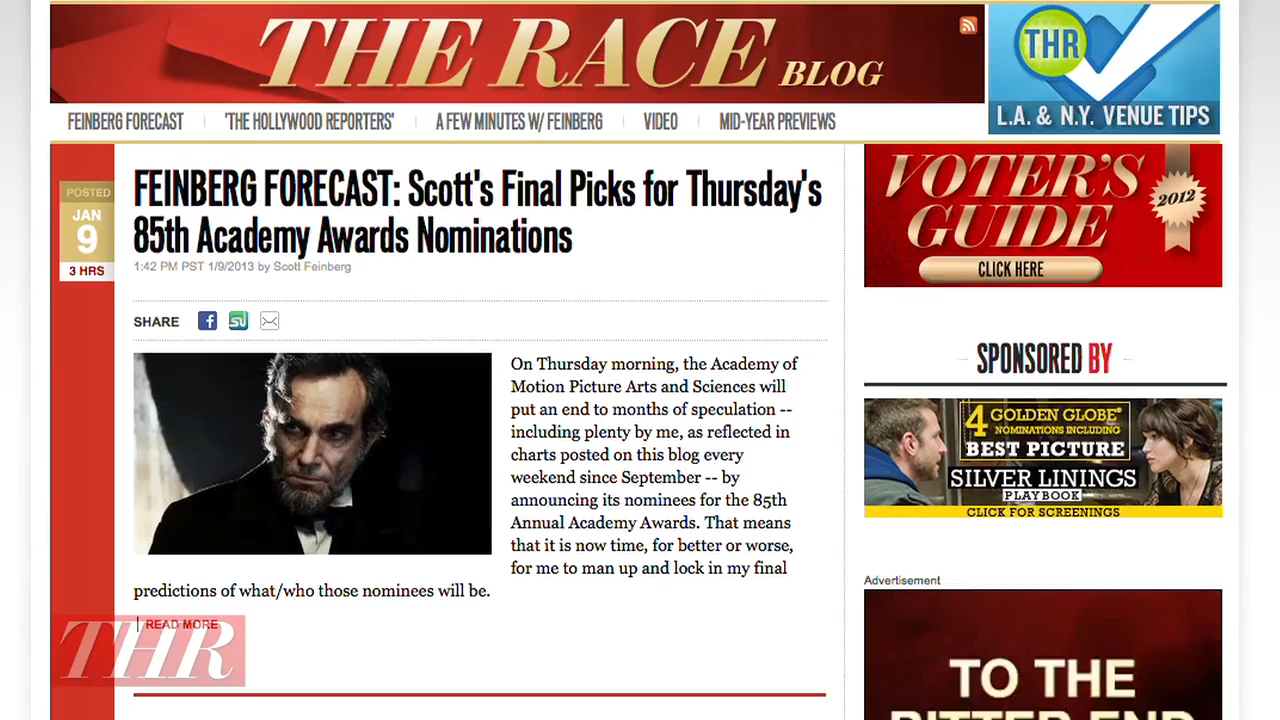 THE RACE BLOG
THR
L.A. & N.Y. VENUE TIPS
FEINBERG FORECAST
'THE HOLLYWOOD REPORTERS'
A FEW MINUTES W/ FEINBERG
VIDEO
MID-YEAR PREVIEWS
POSTED
JAN
9
3 HRS
FEINBERG FORECAST: Scott's Final Picks for Thursday's
85th Academy Awards Nominations
1:42 PM PST 1/9/2013 by Scott Feinberg
SHARE
On Thursday morning, the Academy of
Motion Picture Arts and Sciences will
put an end to months of speculation --
including plenty by me, as reflected in
charts posted on this blog every
weekend since September -- by
announcing its nominees for the 85th
Annual Academy Awards. That means
that it is now time, for better or worse,
for me to man up and lock in my final
predictions of what/who those nominees will be.
READ MORE
THR
VOTER'S
GUIDE
2012
CLICK HERE
SPONSORED BY
4 GOLDEN GLOBE®
NOMINATIONS INCLUDING
BEST PICTURE
SILVER LININGS
PLAYBOOK
CLICK FOR SCREENINGS
Advertisement
TO THE
BITTER END